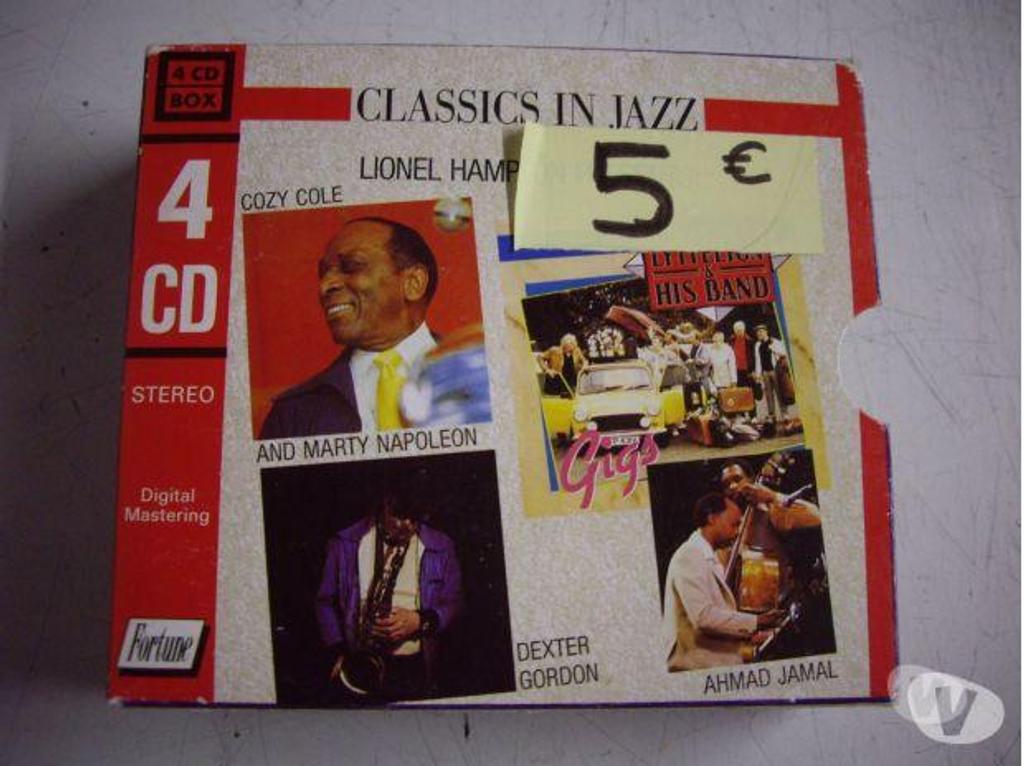 4 CD
BOX
CLASSICS IN JAZZ
5 €
LIONEL HAMP
4
CD
COZY COLE
LYTTELTON
&
HIS BAND
STEREO
Gigs
AND MARTY NAPOLEON
Digital
Mastering
Fortune
DEXTER
GORDON
AHMAD JAMAL
W